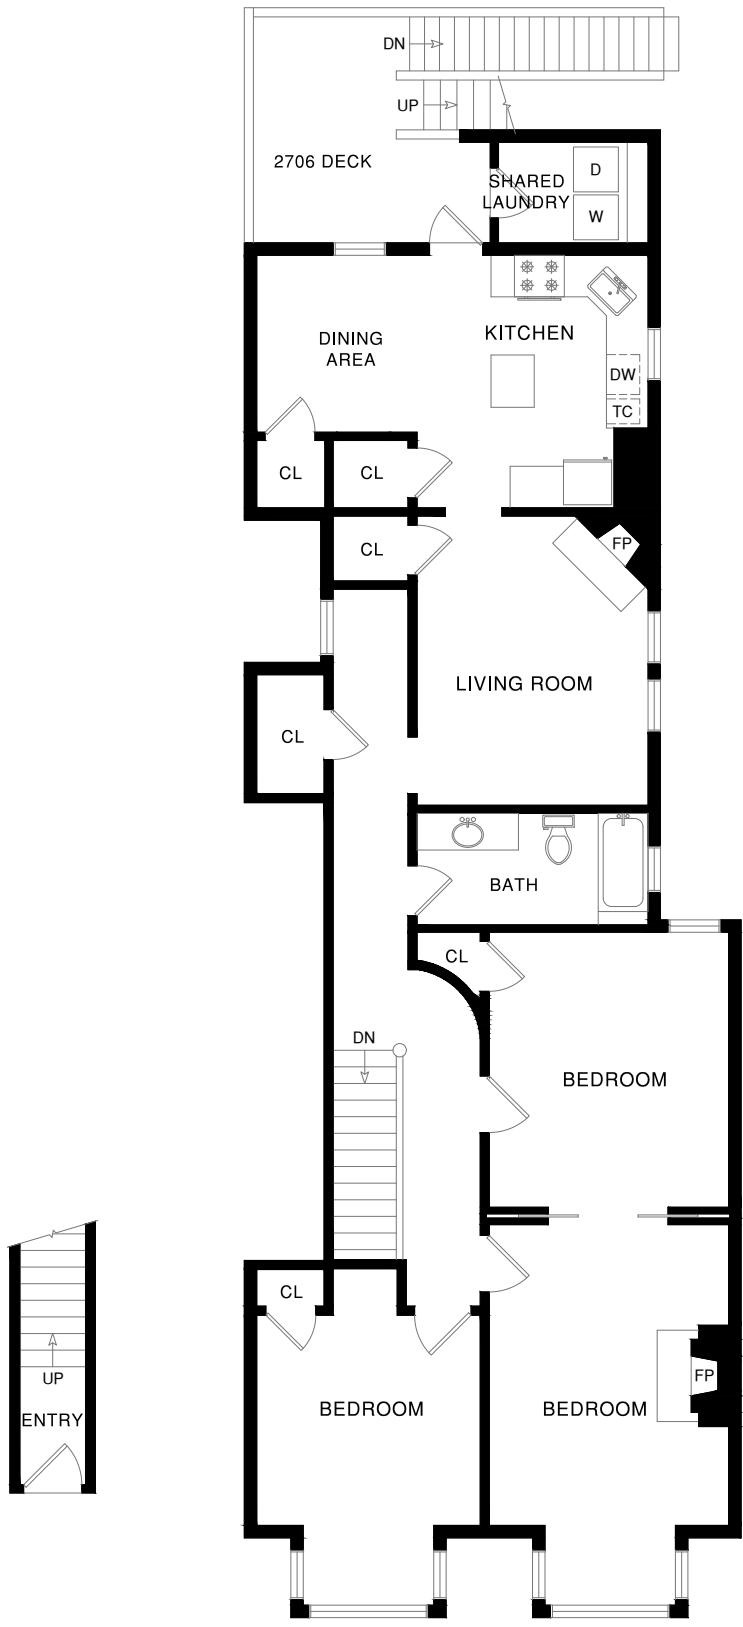 DN
UP
2706 DECK
SHARED
LAUNDRY
D
W
DINING
AREA
KITCHEN
DW
TC
CL
CL
CL
FP
LIVING ROOM
CL
BATH
CL
DN
BEDROOM
CL
UP
ENTRY
BEDROOM
BEDROOM
FP